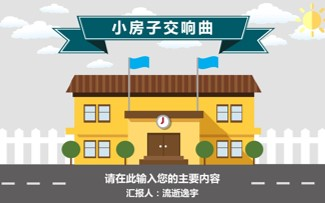 小房子交响曲
请在此输入您的主要内容
汇报人：流逝逸宇